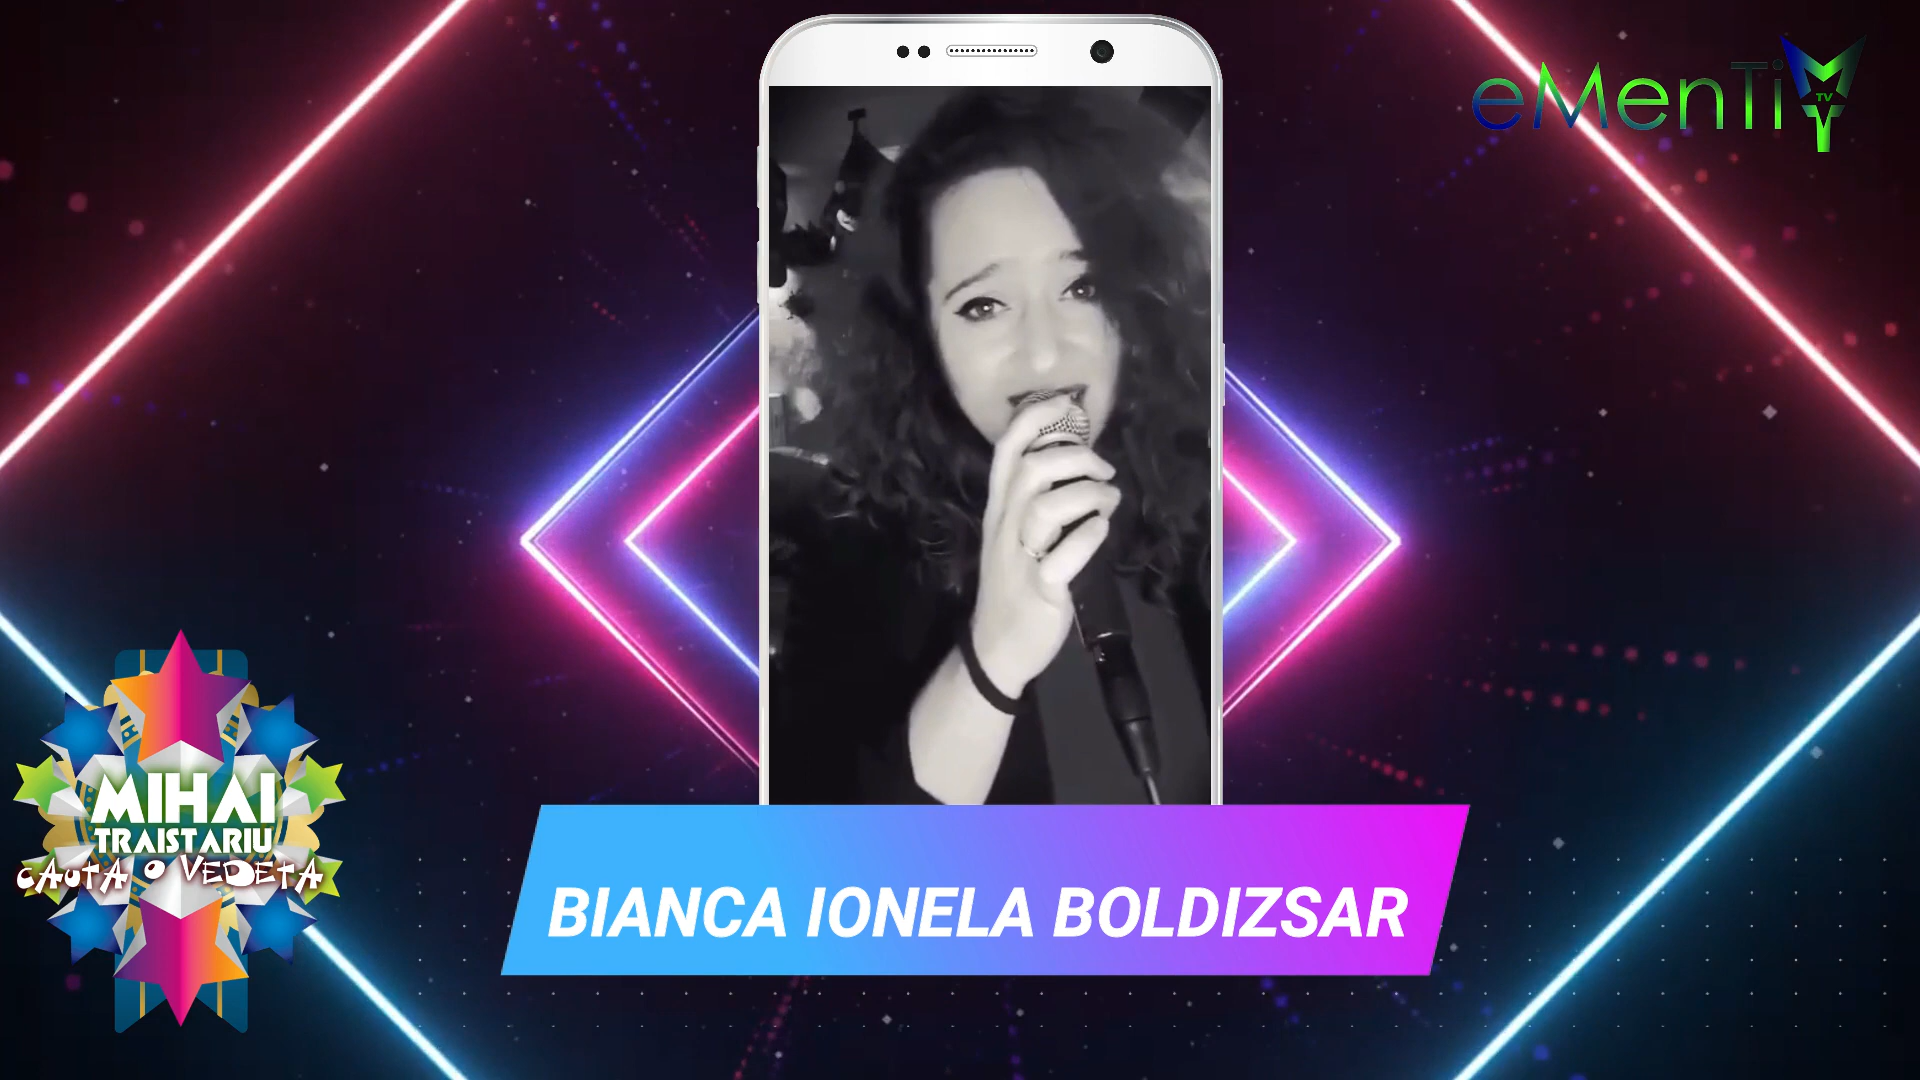 eMenTi
TV
MIHAI
TRAISTARIU
CAUTA O VEDETA
BIANCA IONELA BOLDIZSAR